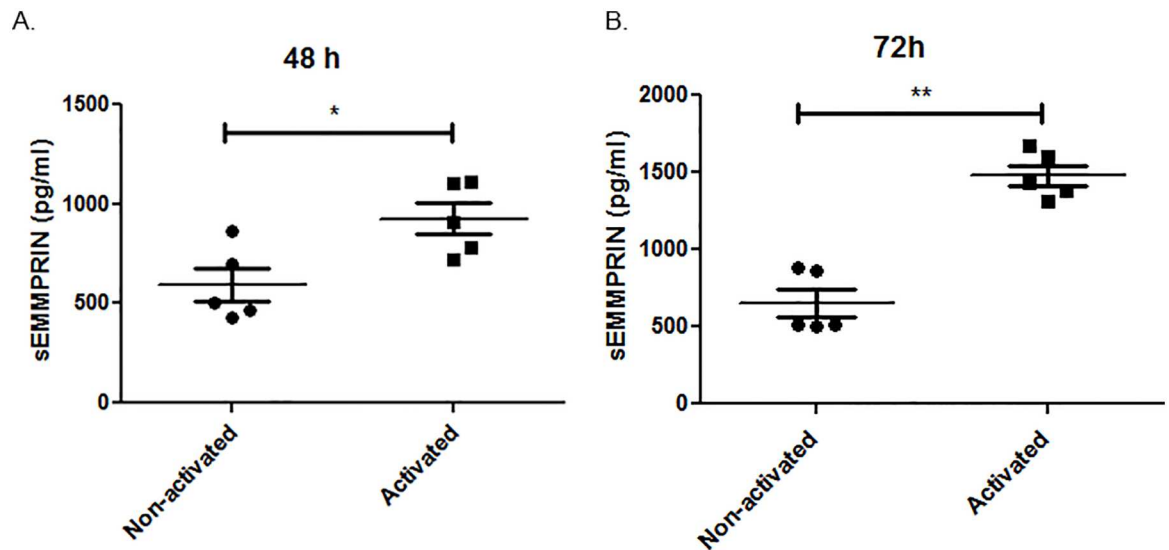 A.
48 h
*
sEMMPRIN (pg/ml)
1500
1000
500
0
Non-activated
Activated
B.
72h
**
sEMMPRIN (pg/ml)
2000
1500
1000
500
0
Non-activated
Activated